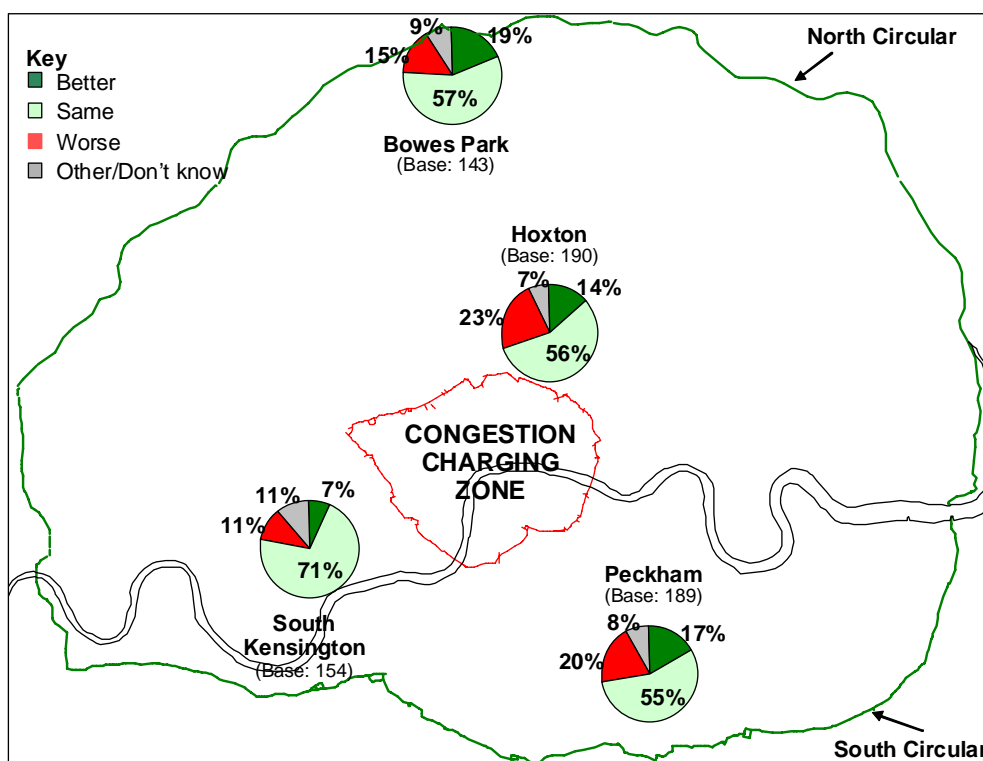 Key
Better
Same
Worse
Other/Don't know
North Circular
9%
19%
15%
57%
Bowes Park
(Base: 143)
Hoxton
(Base: 190)
7%
14%
23%
56%
CONGESTION
CHARGING
ZONE
11%
7%
11%
71%
South
Kensington
(Base: 154)
Peckham
(Base: 189)
8%
17%
20%
55%
South Circular